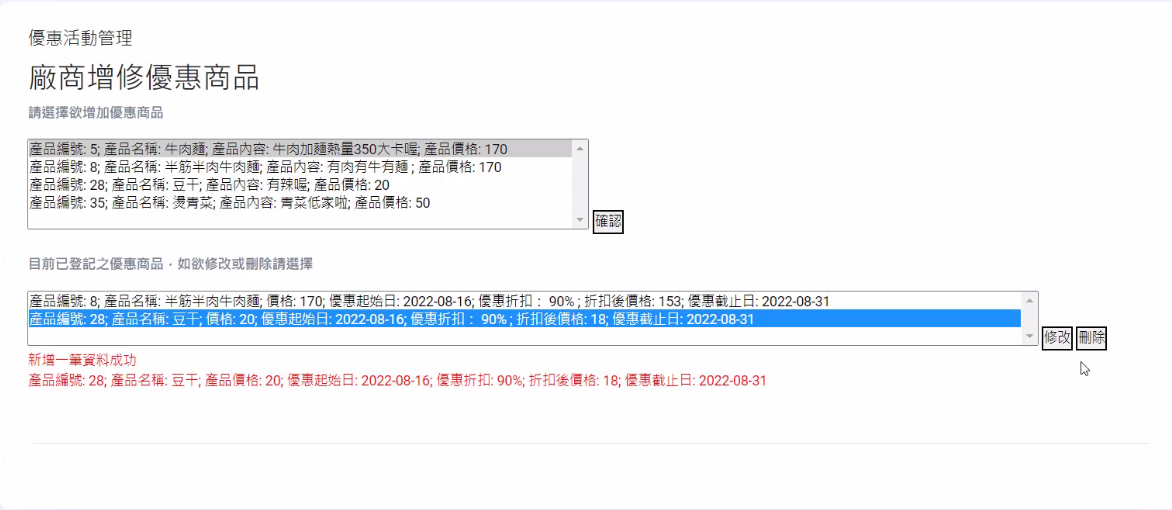 優惠活動管理
廠商增修優惠商品
請選擇欲增加優惠商品
產品編號: 5; 產品名稱: 牛肉麵; 產品內容: 牛肉加麵熱量350大卡喔; 產品價格: 170
產品編號: 8; 產品名稱: 半筋半肉牛肉麵; 產品內容: 有肉有牛有麵 ; 產品價格: 170
產品編號: 28; 產品名稱: 豆干; 產品內容: 有辣喔; 產品價格: 20
產品編號: 35; 產品名稱: 燙青菜; 產品內容: 青菜低家啦; 產品價格: 50
確認
目前已登記之優惠商品，如欲修改或刪除請選擇
產品編號: 8; 產品名稱: 半筋半肉牛肉麵; 價格: 170; 優惠起始日: 2022-08-16; 優惠折扣： 90% ; 折扣後價格: 153; 優惠截止日: 2022-08-31
產品編號: 28; 產品名稱: 豆干; 價格: 20; 優惠起始日: 2022-08-16; 優惠折扣： 90% ; 折扣後價格: 18; 優惠截止日: 2022-08-31
修改 刪除
新增一筆資料成功
產品編號: 28; 產品名稱: 豆干; 產品價格: 20; 優惠起始日: 2022-08-16; 優惠折扣: 90%; 折扣後價格: 18; 優惠截止日: 2022-08-31